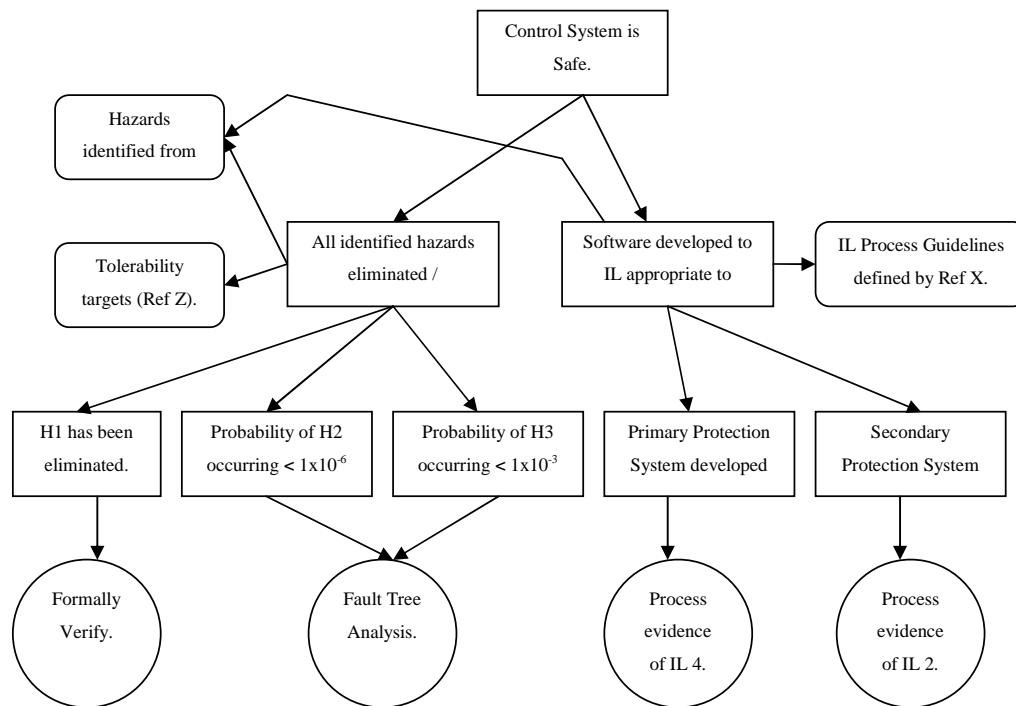 Control System is
Safe.
Hazards
identified from
All identified hazards
eliminated /
Software developed to
IL appropriate to
IL Process Guidelines
defined by Ref X.
Tolerability
targets (Ref Z).
H1 has been
eliminated.
Probability of H2
occurring < 1x10⁻⁶
Probability of H3
occurring < 1x10⁻³
Primary Protection
System developed
Secondary
Protection System
Formally
Verify.
Fault Tree
Analysis.
Process
evidence
of IL 4.
Process
evidence
of IL 2.